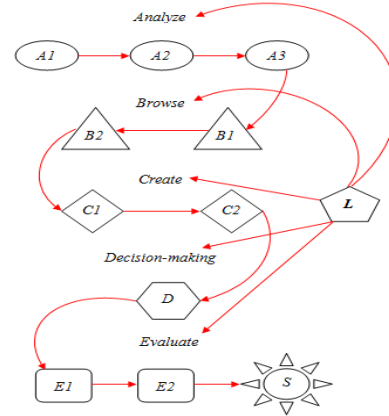 Analyze
A1 A2 A3
Browse
B2 B1
Create
C1 C2 L
Decision-making
D
Evaluate
E1 E2 S